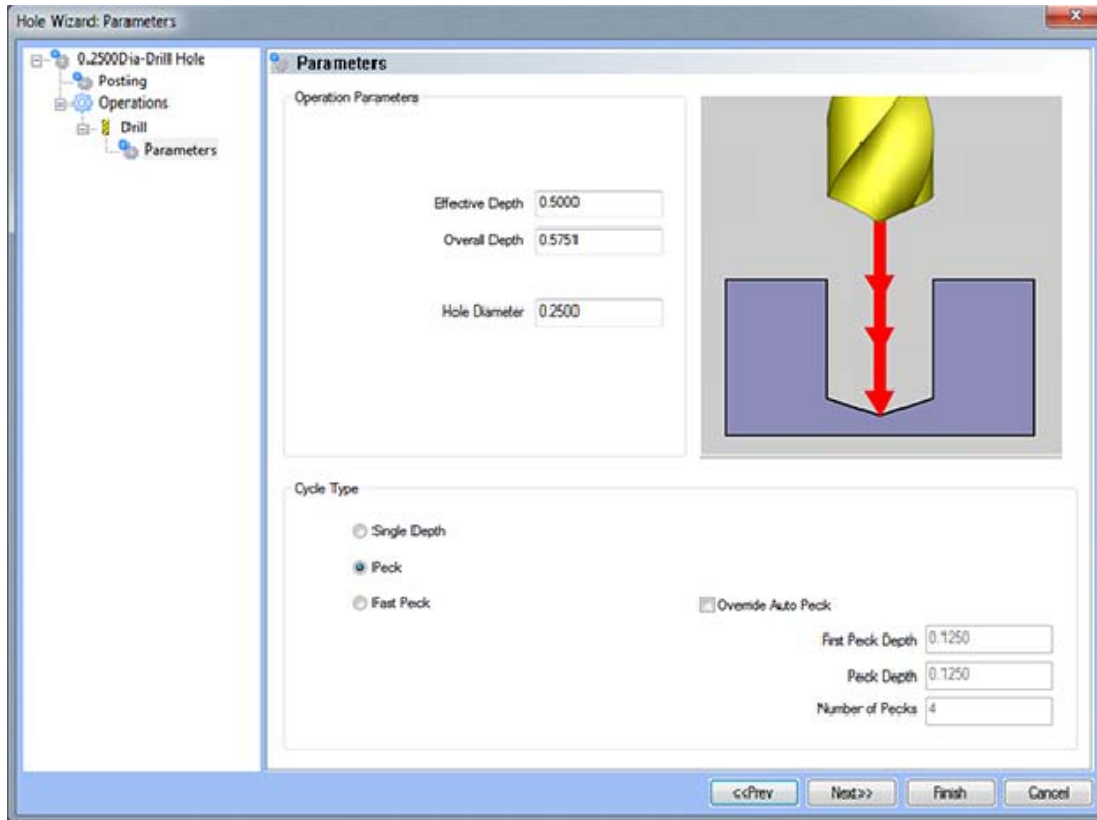 Hole Wizard: Parameters
0.2500Dia-Drill Hole
Posting
Operations
Drill
Parameters
Parameters
Operation Parameters
Effective Depth 0.5000
Overall Depth 0.5751
Hole Diameter 0.2500
Cycle Type
Single Depth
Peck
Fast Peck
Override Auto Peck
First Peck Depth 0.1250
Peck Depth 0.1250
Number of Pecks 4
<<Prev Next>> Finish Cancel